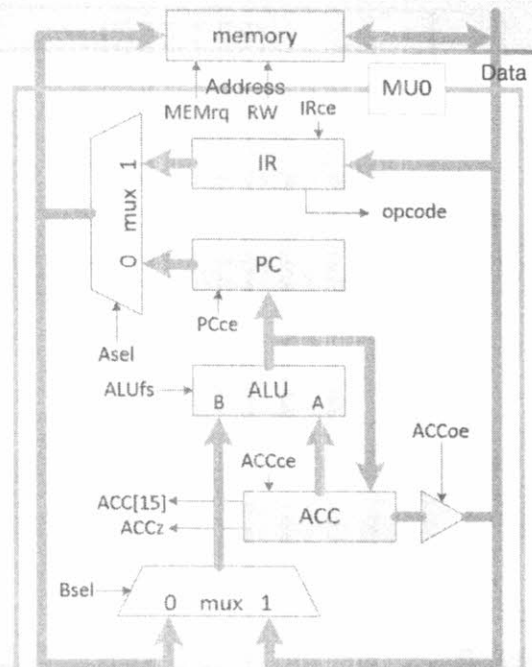 memory
Data
Address
MU0
MEMrq RW IRce
1 IR
mux opcode
0 PC
PCce
Asel
ALUfs ALU
B A
ACCoe
ACCce
ACC[15]
ACC
ACCz
Bsel
0 mux 1